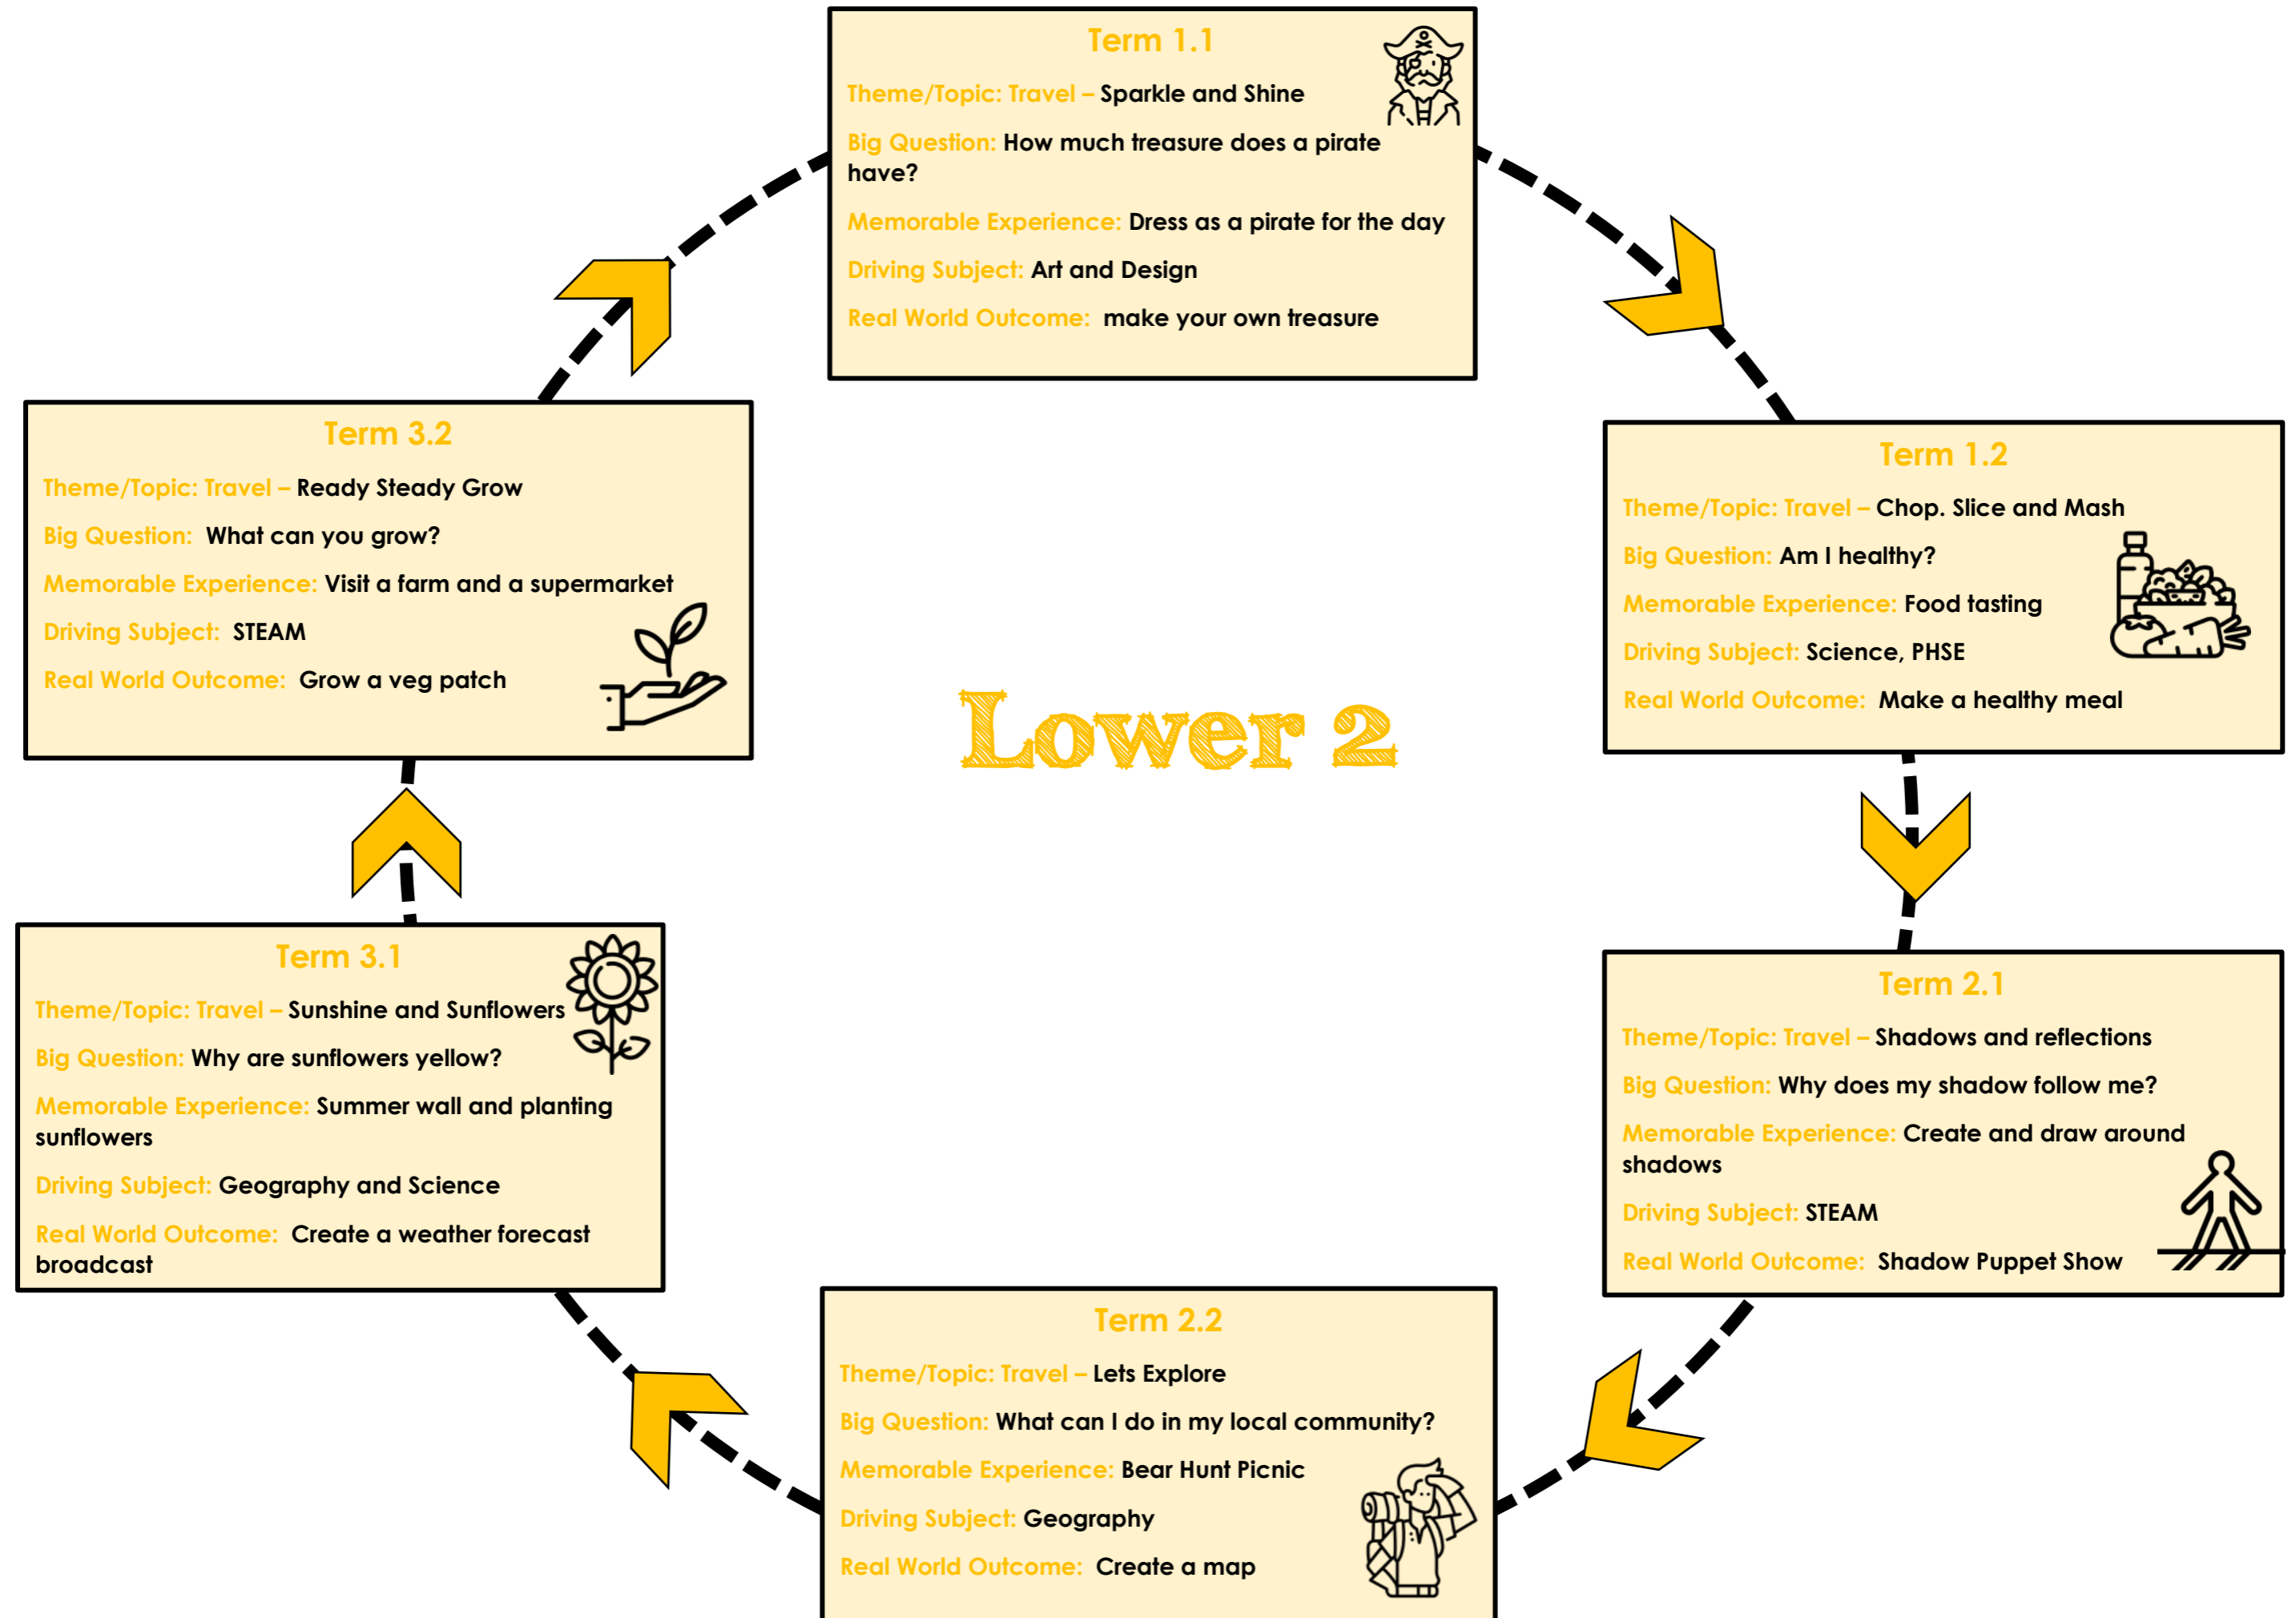 Term 1.1
Theme/Topic: Travel – Sparkle and Shine
Big Question: How much treasure does a pirate
have?
Memorable Experience: Dress as a pirate for the day
Driving Subject: Art and Design
Real World Outcome: make your own treasure
Term 1.2
Theme/Topic: Travel – Chop. Slice and Mash
Big Question: Am I healthy?
Memorable Experience: Food tasting
Driving Subject: Science, PHSE
Real World Outcome: Make a healthy meal
Term 2.1
Theme/Topic: Travel – Shadows and reflections
Big Question: Why does my shadow follow me?
Memorable Experience: Create and draw around
shadows
Driving Subject: STEAM
Real World Outcome: Shadow Puppet Show
Term 2.2
Theme/Topic: Travel – Lets Explore
Big Question: What can I do in my local community?
Memorable Experience: Bear Hunt Picnic
Driving Subject: Geography
Real World Outcome: Create a map
Term 3.1
Theme/Topic: Travel – Sunshine and Sunflowers
Big Question: Why are sunflowers yellow?
Memorable Experience: Summer wall and planting
sunflowers
Driving Subject: Geography and Science
Real World Outcome: Create a weather forecast
broadcast
Term 3.2
Theme/Topic: Travel – Ready Steady Grow
Big Question: What can you grow?
Memorable Experience: Visit a farm and a supermarket
Driving Subject: STEAM
Real World Outcome: Grow a veg patch
Lower 2